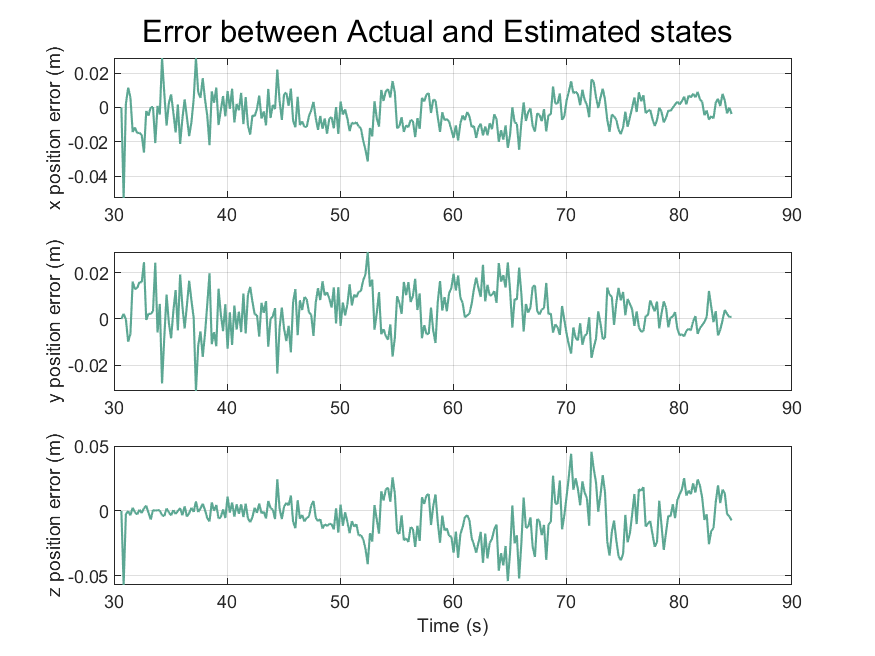 Error between Actual and Estimated states
x position error (m)
0.02
0
-0.02
-0.04
30 40 50 60 70 80 90
y position error (m)
0.02
0
-0.02
30 40 50 60 70 80 90
z position error (m)
0.05
0
-0.05
30 40 50 60 70 80 90
Time (s)